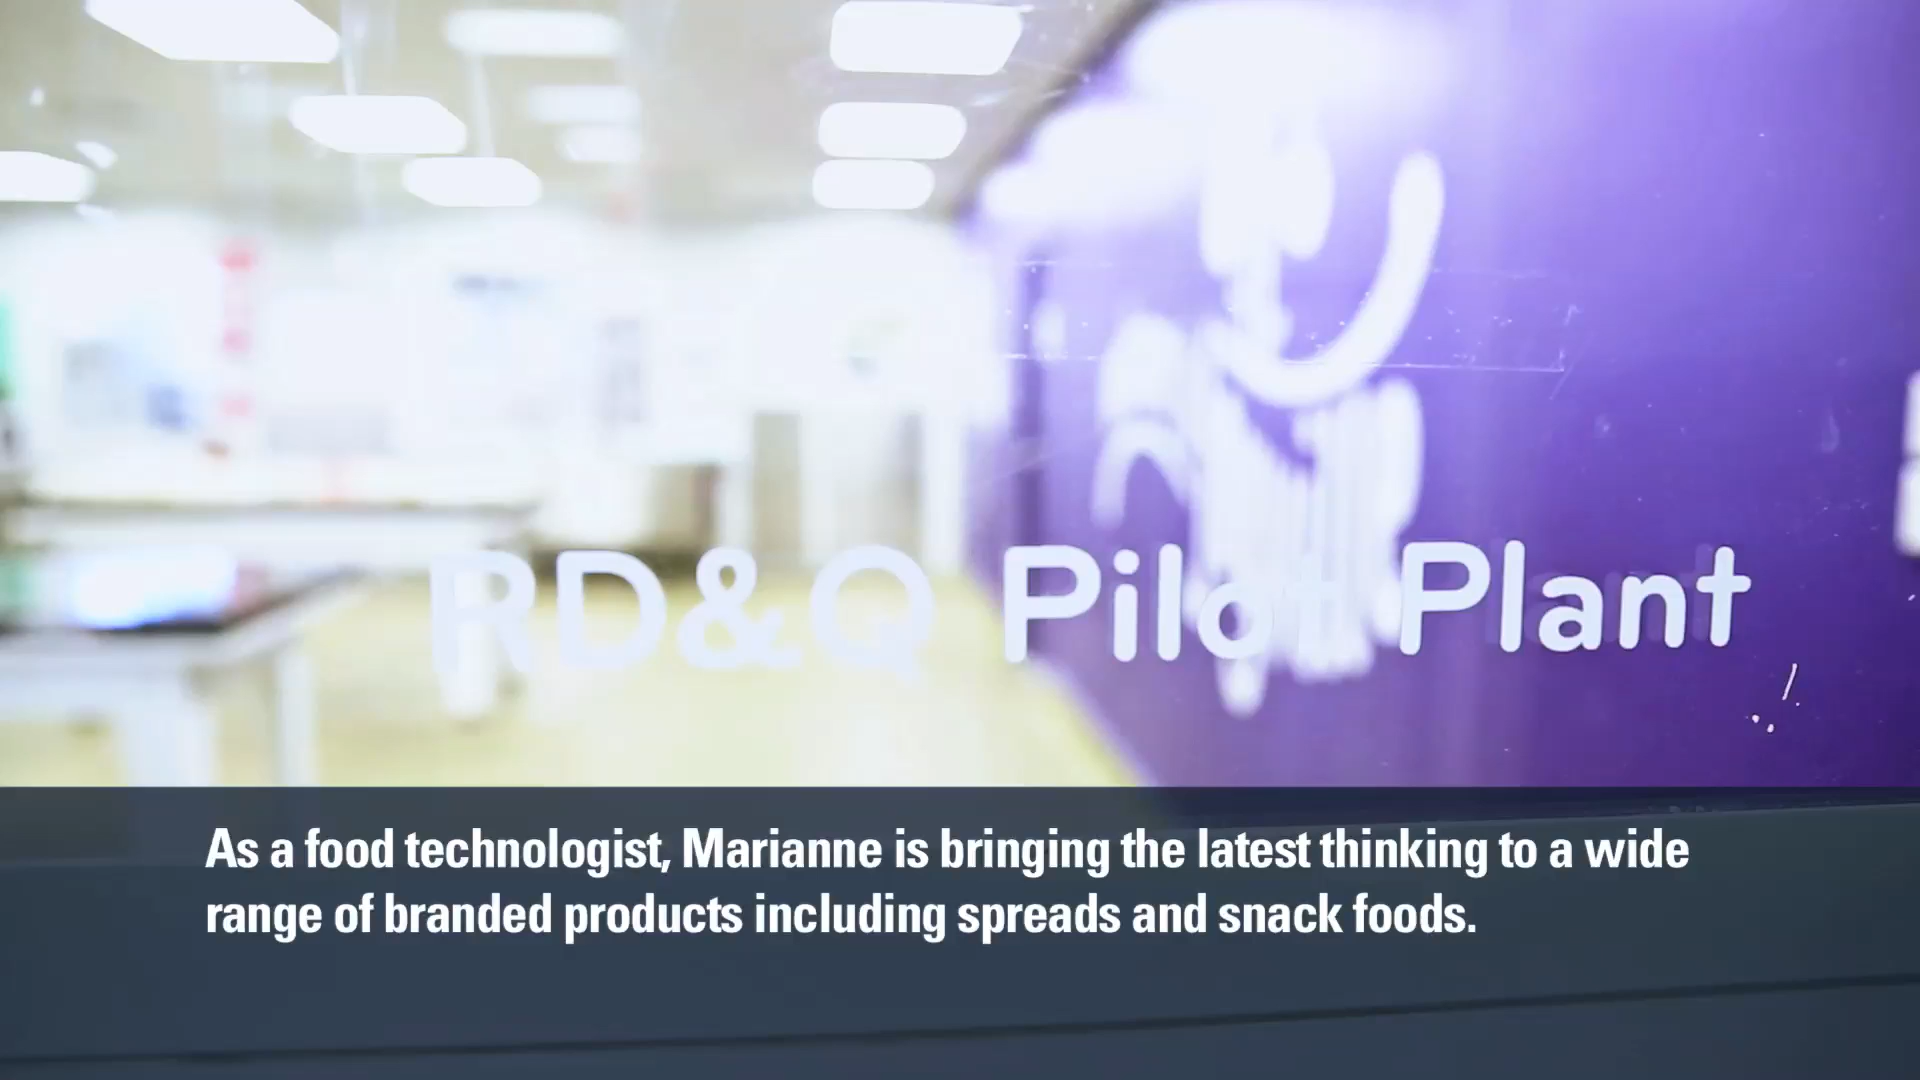 RD&Q Pilot Plant
As a food technologist, Marianne is bringing the latest thinking to a wide
range of branded products including spreads and snack foods.